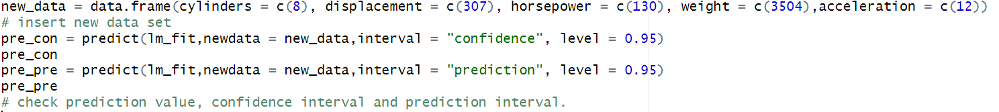 new_data = data.frame(cylinders = c(8), displacement = c(307), horsepower = c(130), weight = c(3504),acceleration = c(12))
# insert new data set
pre_con = predict(lm_fit,newdata = new_data,interval = "confidence", level = 0.95)
pre_con
pre_pre = predict(lm_fit,newdata = new_data,interval = "prediction", level = 0.95)
pre_pre
# check prediction value, confidence interval and prediction interval.